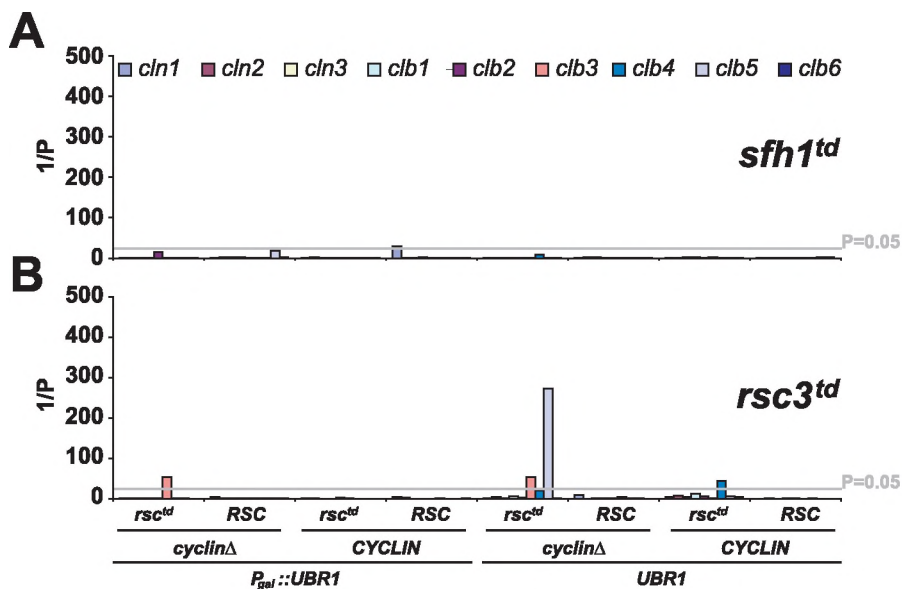 A
500
cln1 cln2 cln3 clb1 clb2 clb3 clb4 clb5 clb6
400
300
200
100
0
1/P
sfh1td
P=0.05
B
500
400
300
200
100
0
1/P
rsc3td
P=0.05
rsctd RSC rsctd RSC rsctd RSC rsctd RSC
cyclinΔ CYCLIN cyclinΔ CYCLIN
Pgal::UBR1 UBR1